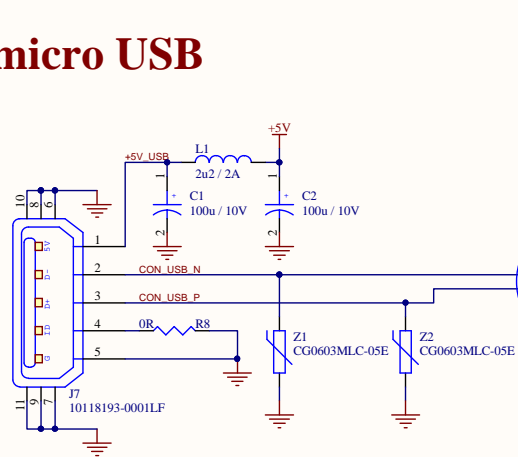 micro USB
+5V
L1
+5V_USB
2u2 / 2A
1
1
C1
100u / 10V
C2
100u / 10V
2
2
10
8
6
1
2
3
4
5
5V
D-
D+
ID
G
CON_USB_N
CON_USB_P
0R
R8
Z1
CG0603MLC-05E
Z2
CG0603MLC-05E
11
9
7
J7
10118193-0001LF